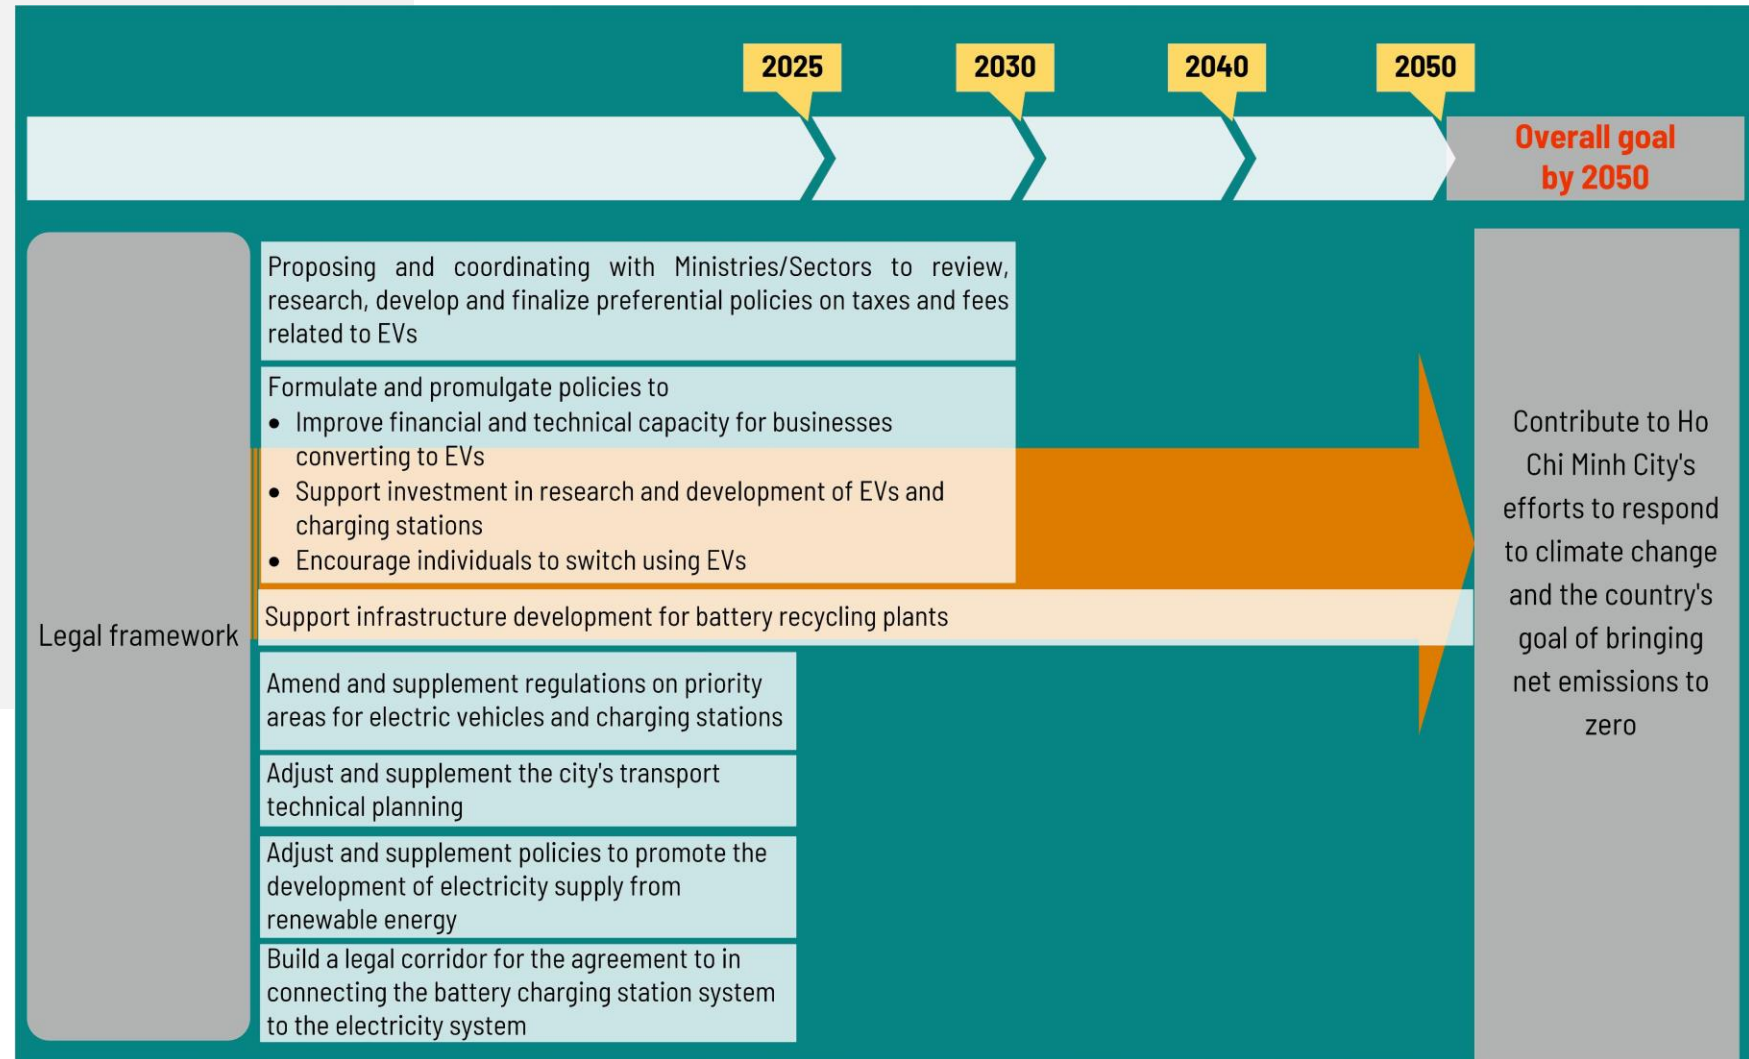 2025
2030
2040
2050
Overall goal
by 2050
Legal framework
Proposing and coordinating with Ministries/Sectors to review,
research, develop and finalize preferential policies on taxes and fees
related to EVs
Formulate and promulgate policies to
• Improve financial and technical capacity for businesses
converting to EVs
• Support investment in research and development of EVs and
charging stations
• Encourage individuals to switch using EVs
Support infrastructure development for battery recycling plants
Amend and supplement regulations on priority
areas for electric vehicles and charging stations
Adjust and supplement the city's transport
technical planning
Adjust and supplement policies to promote the
development of electricity supply from
renewable energy
Build a legal corridor for the agreement to in
connecting the battery charging station system
to the electricity system
Contribute to Ho
Chi Minh City's
efforts to respond
to climate change
and the country's
goal of bringing
net emissions to
zero